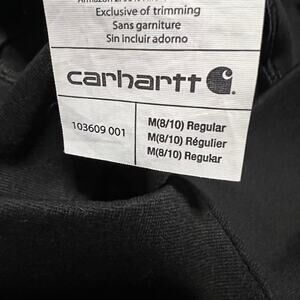 Exclusive of trimming
Sans garniture
Sin incluir adorno
carhartt
103609 001
M(8/10) Regular
M(8/10) Régulier
M(8/10) Regular